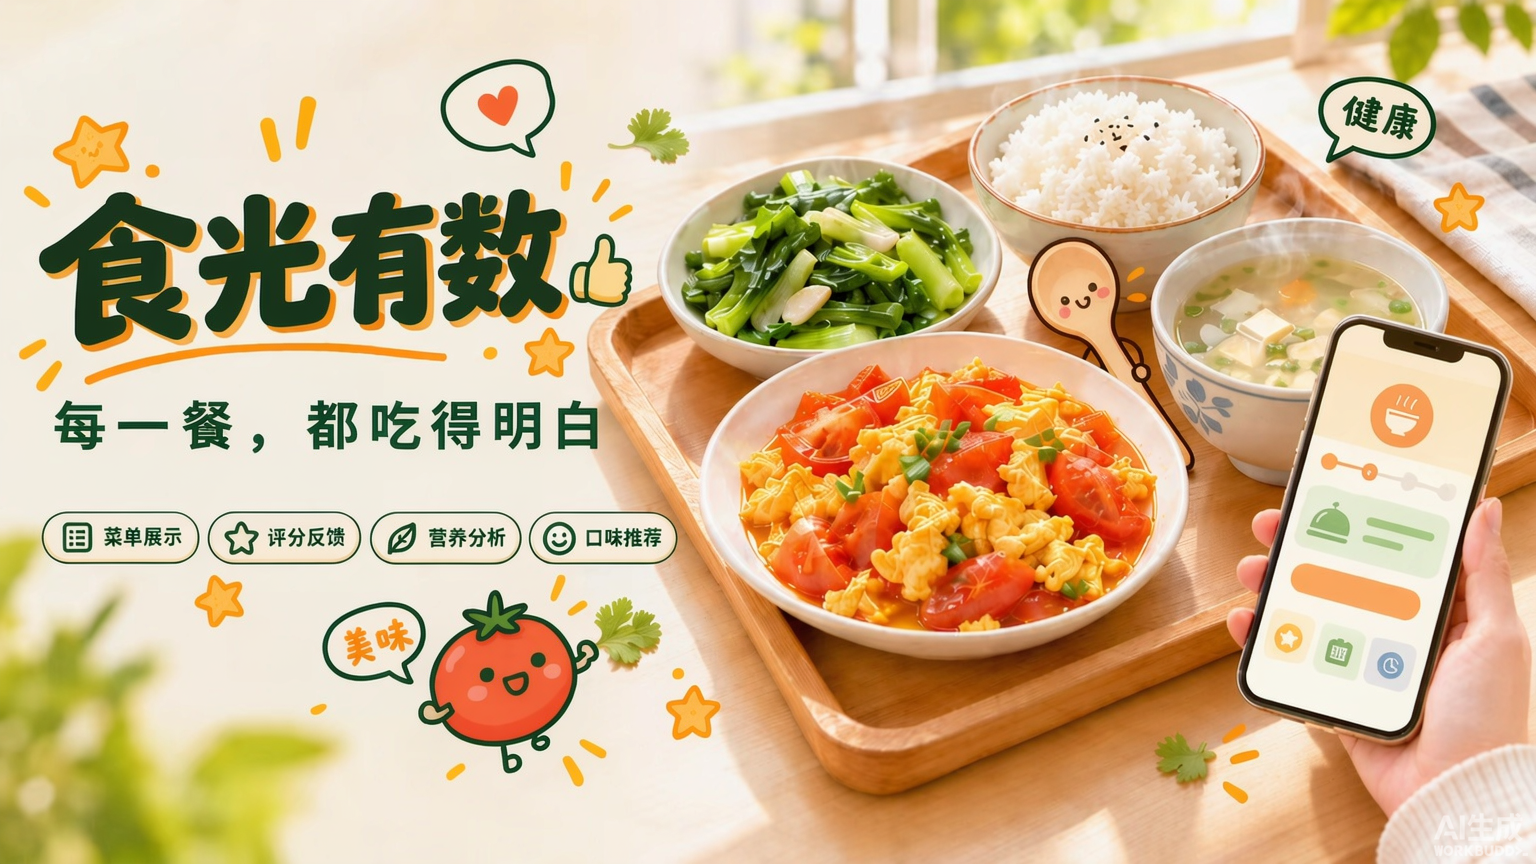 食光有数
每一餐，都吃得明白
菜单展示
评分反馈
营养分析
口味推荐
美味
健康
AI生成
WORKBUDDY